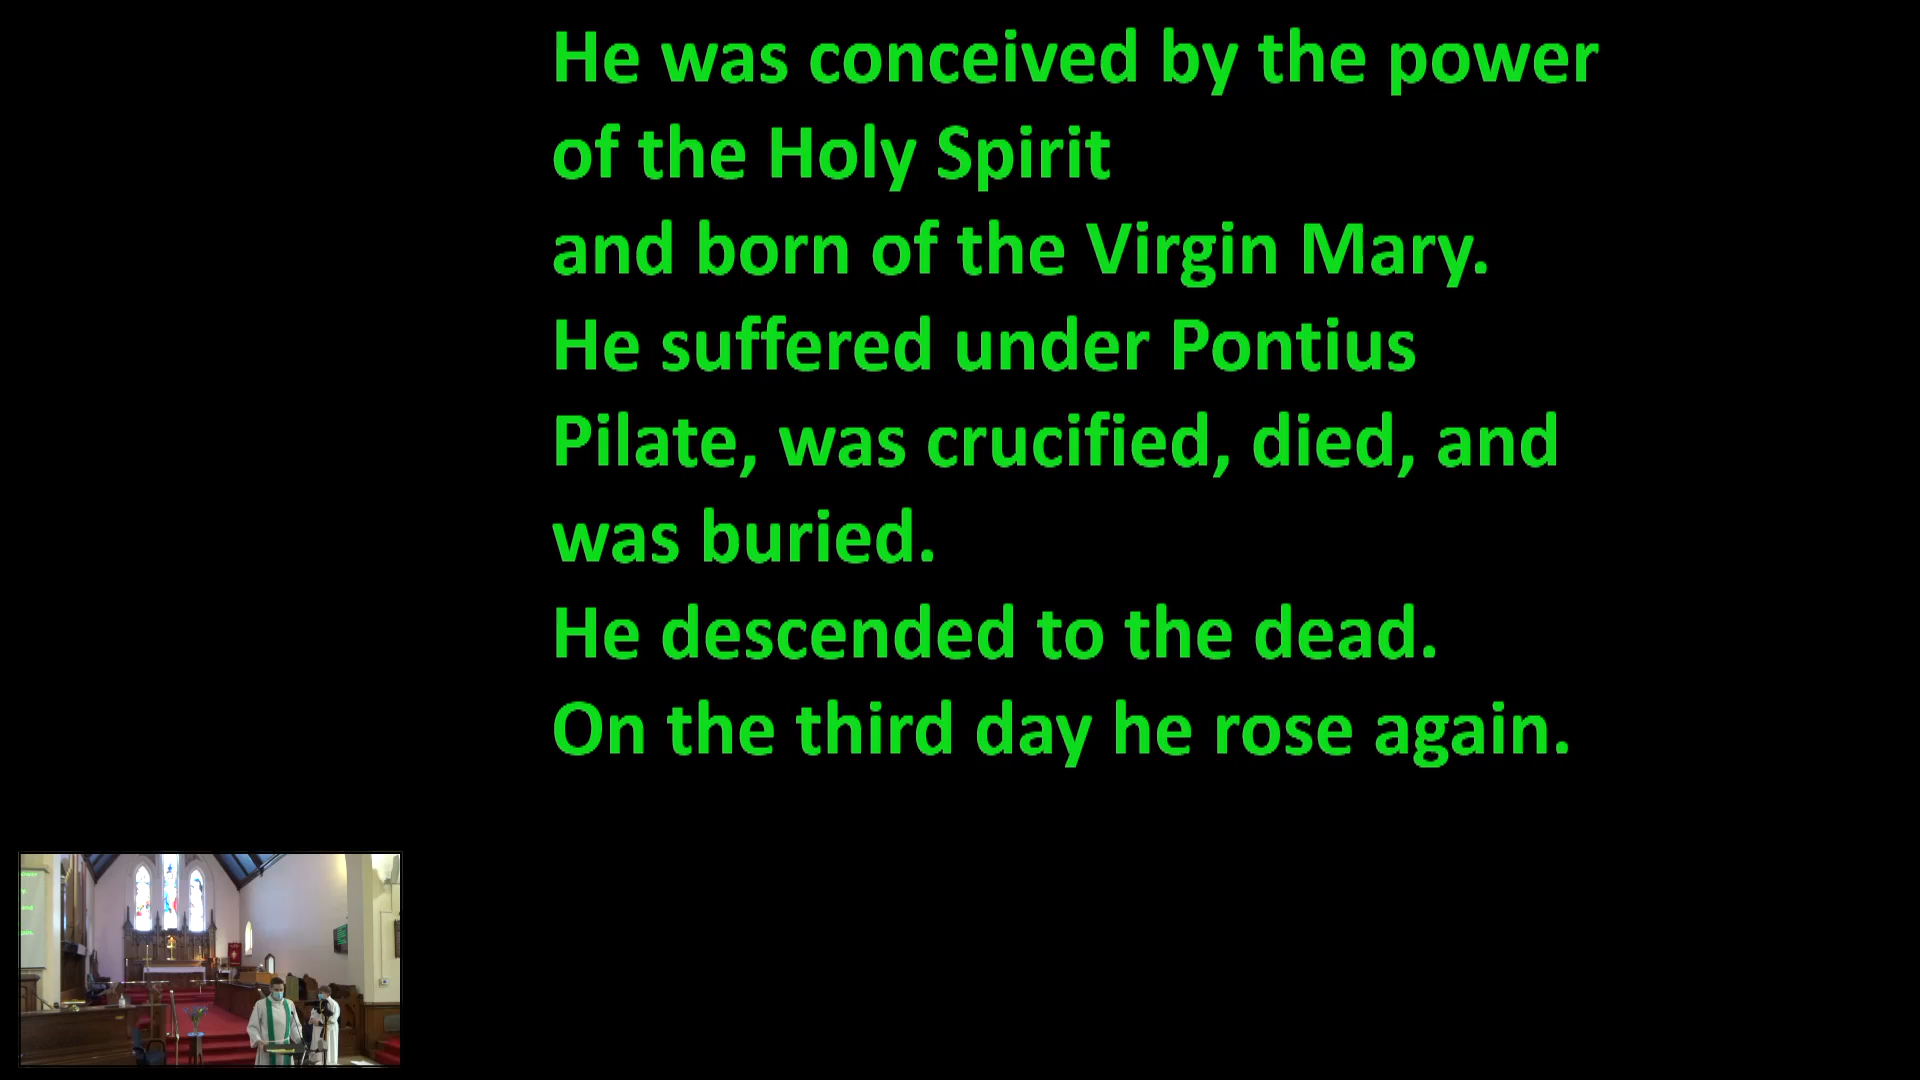 He was conceived by the power
of the Holy Spirit
and born of the Virgin Mary.
He suffered under Pontius
Pilate, was crucified, died, and
was buried.
He descended to the dead.
On the third day he rose again.